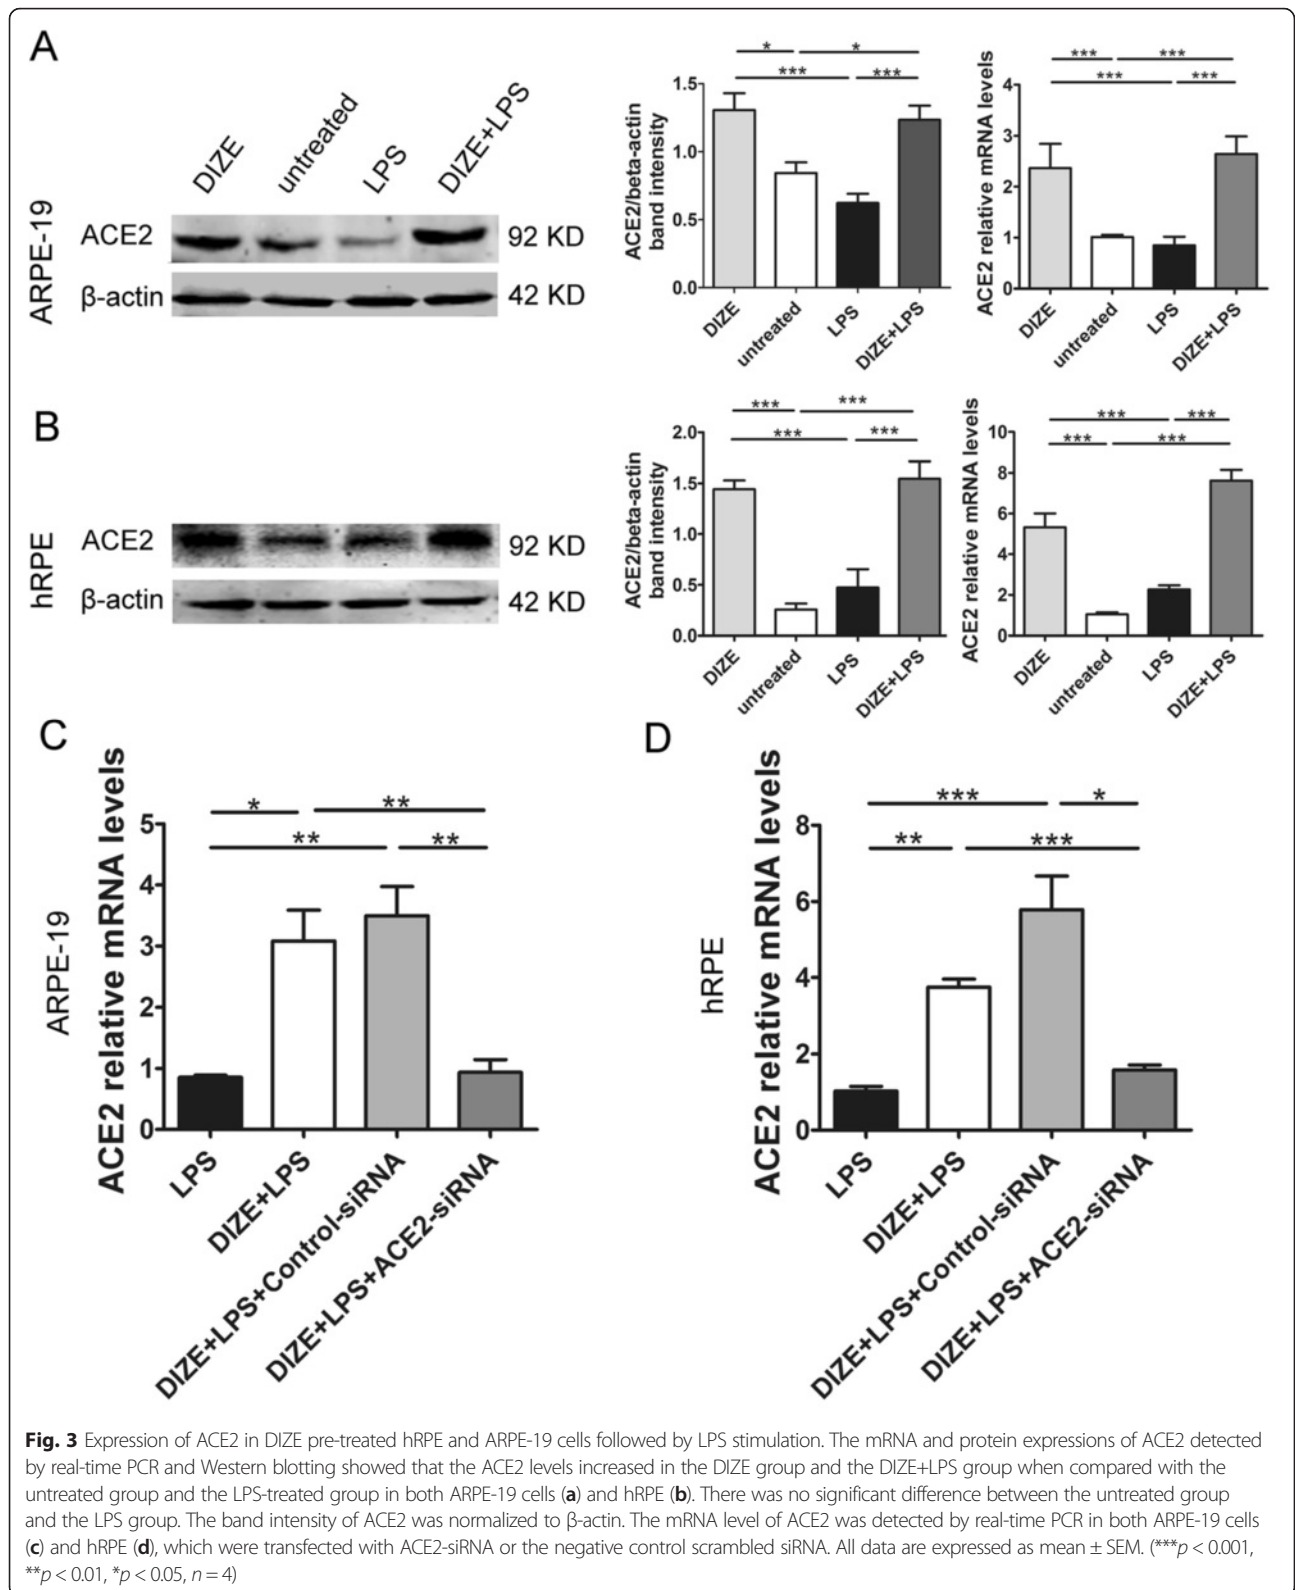 A
DIZE
untreated
LPS
DIZE+LPS
ARPE-19
ACE2
92 KD
β-actin
42 KD
* *
*** ***
ACE2/beta-actin
band intensity
1.5
1.0
0.5
0.0
DIZE
untreated
LPS
DIZE+LPS
*** ***
*** ***
ACE2 relative mRNA levels
4
3
2
1
0
DIZE
untreated
LPS
DIZE+LPS
B
hRPE
ACE2
92 KD
β-actin
42 KD
*** ***
*** ***
ACE2/beta-actin
band intensity
2.0
1.5
1.0
0.5
0.0
DIZE
untreated
LPS
DIZE+LPS
*** ***
*** ***
ACE2 relative mRNA levels
10
8
6
4
2
0
DIZE
untreated
LPS
DIZE+LPS
C
ARPE-19
ACE2 relative mRNA levels
* **
** **
5
4
3
2
1
0
LPS
DIZE+LPS
DIZE+LPS+Control-siRNA
DIZE+LPS+ACE2-siRNA
D
hRPE
ACE2 relative mRNA levels
*** *
** ***
8
6
4
2
0
LPS
DIZE+LPS
DIZE+LPS+Control-siRNA
DIZE+LPS+ACE2-siRNA
Fig. 3 Expression of ACE2 in DIZE pre-treated hRPE and ARPE-19 cells followed by LPS stimulation. The mRNA and protein expressions of ACE2 detected
by real-time PCR and Western blotting showed that the ACE2 levels increased in the DIZE group and the DIZE+LPS group when compared with the
untreated group and the LPS-treated group in both ARPE-19 cells (a) and hRPE (b). There was no significant difference between the untreated group
and the LPS group. The band intensity of ACE2 was normalized to β-actin. The mRNA level of ACE2 was detected by real-time PCR in both ARPE-19 cells
(c) and hRPE (d), which were transfected with ACE2-siRNA or the negative control scrambled siRNA. All data are expressed as mean ± SEM. (***p < 0.001,
**p < 0.01, *p < 0.05, n = 4)